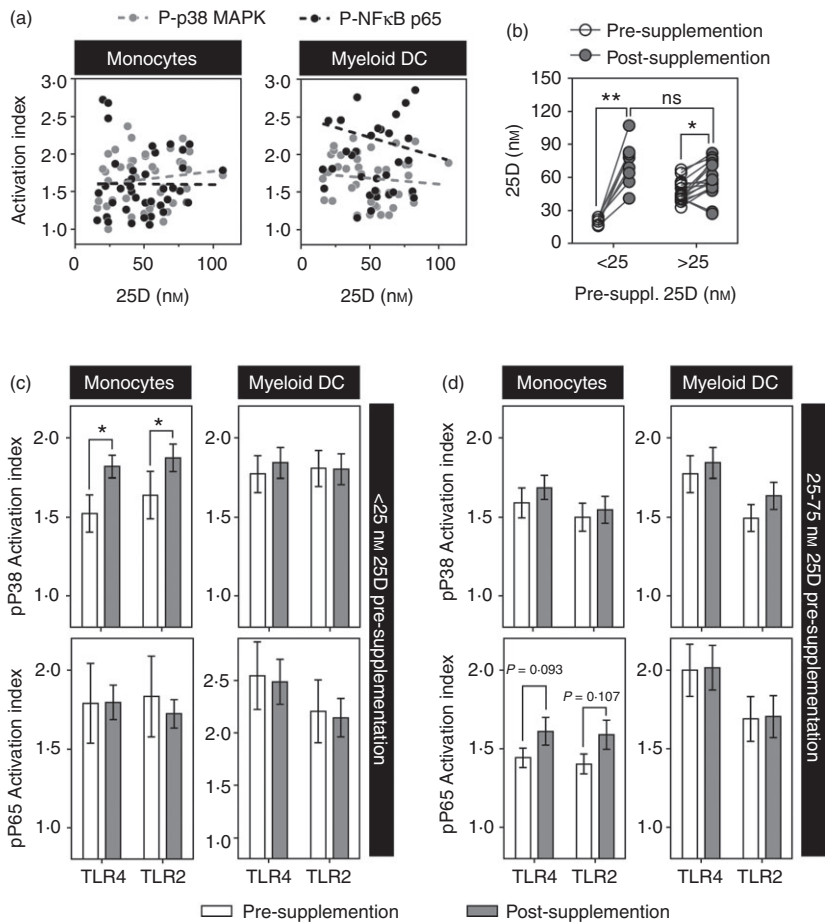 (a)
P-p38 MAPK
P-NFκB p65
Monocytes
Myeloid DC
Activation index
3·0
2·5
2·0
1·5
1·0
3·0
2·5
2·0
1·5
1·0
0 50 100
0 50 100
25D (nM)
25D (nM)
(b)
Pre-supplemention
Post-supplemention
150
120
90
60
30
0
25D (nM)
**
ns
*
<25
>25
Pre-suppl. 25D (nM)
(c)
Monocytes
Myeloid DC
pP38 Activation index
2·0
1·5
1·0
*
*
2·0
1·5
1·0
<25 nM 25D pre-supplementation
pP65 Activation index
2·0
1·5
1·0
2·5
2·0
1·5
1·0
TLR4 TLR2
TLR4 TLR2
(d)
Monocytes
Myeloid DC
pP38 Activation index
2·0
1·5
1·0
2·0
1·5
1·0
25-75 nM 25D pre-supplementation
pP65 Activation index
2·0
1·5
1·0
P = 0·093
P = 0·107
2·0
1·5
1·0
TLR4 TLR2
TLR4 TLR2
Pre-supplemention
Post-supplemention